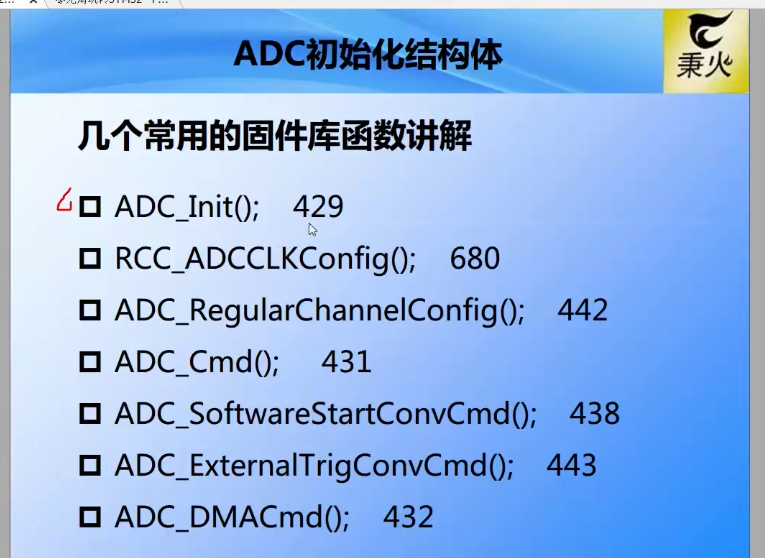 ADC初始化结构体
秉火
几个常用的固件库函数讲解
ADC_Init(); 429
RCC_ADCCLKConfig(); 680
ADC_RegularChannelConfig(); 442
ADC_Cmd(); 431
ADC_SoftwareStartConvCmd(); 438
ADC_ExternalTrigConvCmd(); 443
ADC_DMACmd(); 432